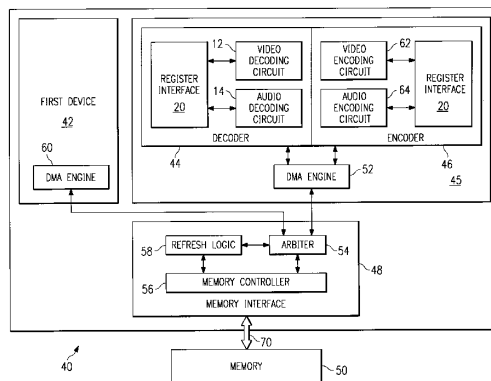 FIRST DEVICE
42
60
DMA ENGINE
REGISTER
INTERFACE
20
12
VIDEO
DECODING
CIRCUIT
14
AUDIO
DECODING
CIRCUIT
DECODER
44
VIDEO
ENCODING
CIRCUIT
62
AUDIO
ENCODING
CIRCUIT
64
REGISTER
INTERFACE
20
ENCODER
46
45
DMA ENGINE
52
58
REFRESH LOGIC
ARBITER
54
48
56
MEMORY CONTROLLER
MEMORY INTERFACE
70
40
MEMORY
50